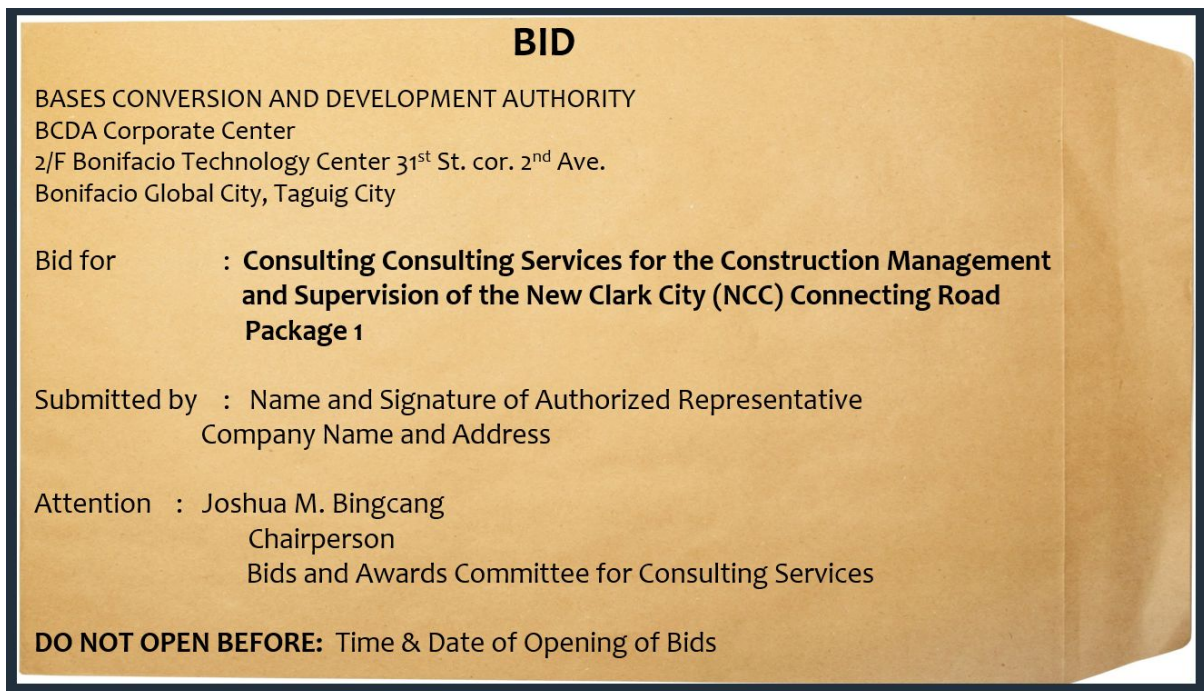 BID
BASES CONVERSION AND DEVELOPMENT AUTHORITY
BCDA Corporate Center
2/F Bonifacio Technology Center 31st St. cor. 2nd Ave.
Bonifacio Global City, Taguig City
Bid for : Consulting Consulting Services for the Construction Management
and Supervision of the New Clark City (NCC) Connecting Road
Package 1
Submitted by : Name and Signature of Authorized Representative
Company Name and Address
Attention : Joshua M. Bingcang
Chairperson
Bids and Awards Committee for Consulting Services
DO NOT OPEN BEFORE: Time & Date of Opening of Bids